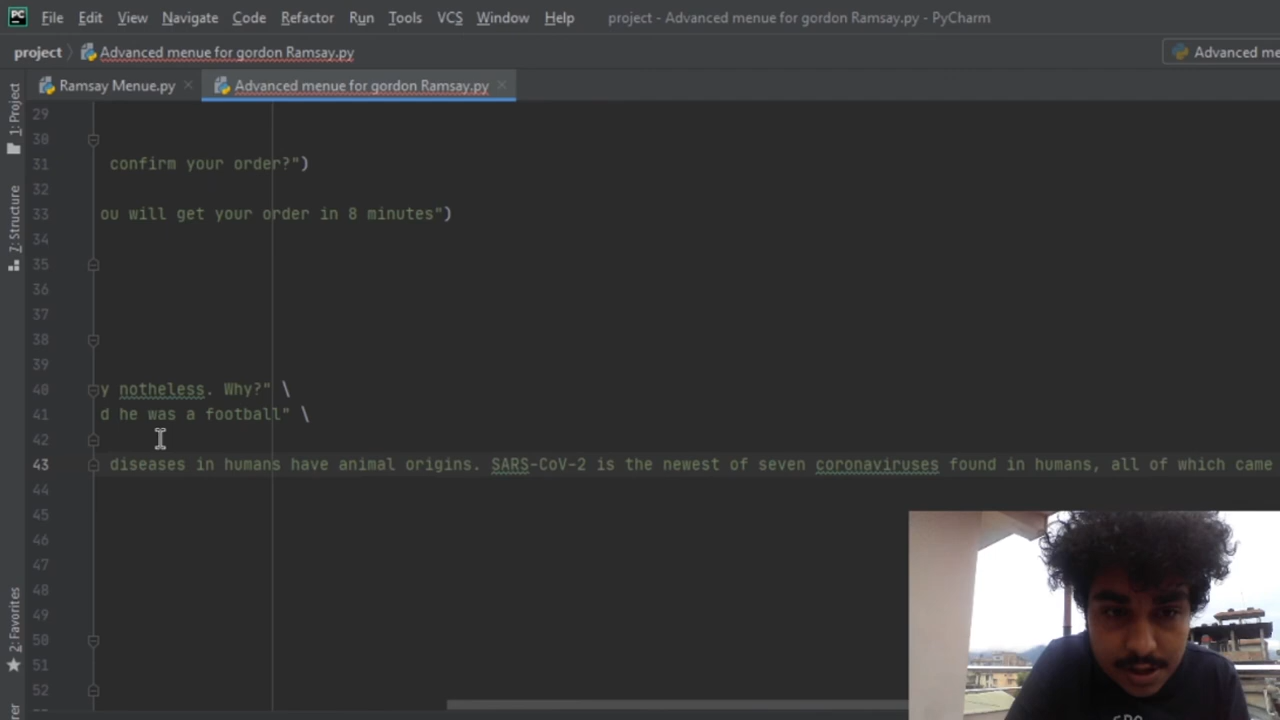 PC File Edit View Navigate Code Refactor Run Tools VCS Window Help project - Advanced menue for gordon Ramsay.py - PyCharm
project Advanced menue for gordon Ramsay.py Advanced me
Ramsay Menue.py Advanced menue for gordon Ramsay.py
1: Project
Z: Structure
2: Favorites
29
30
31 confirm your order?")
32
33 ou will get your order in 8 minutes")
34
35
36
37
38
39
40 y notheless. Why?" \
41 d he was a football" \
42
43 diseases in humans have animal origins. SARS-CoV-2 is the newest of seven coronaviruses found in humans, all of which came
44
45
46
47
48
49
50
51
52